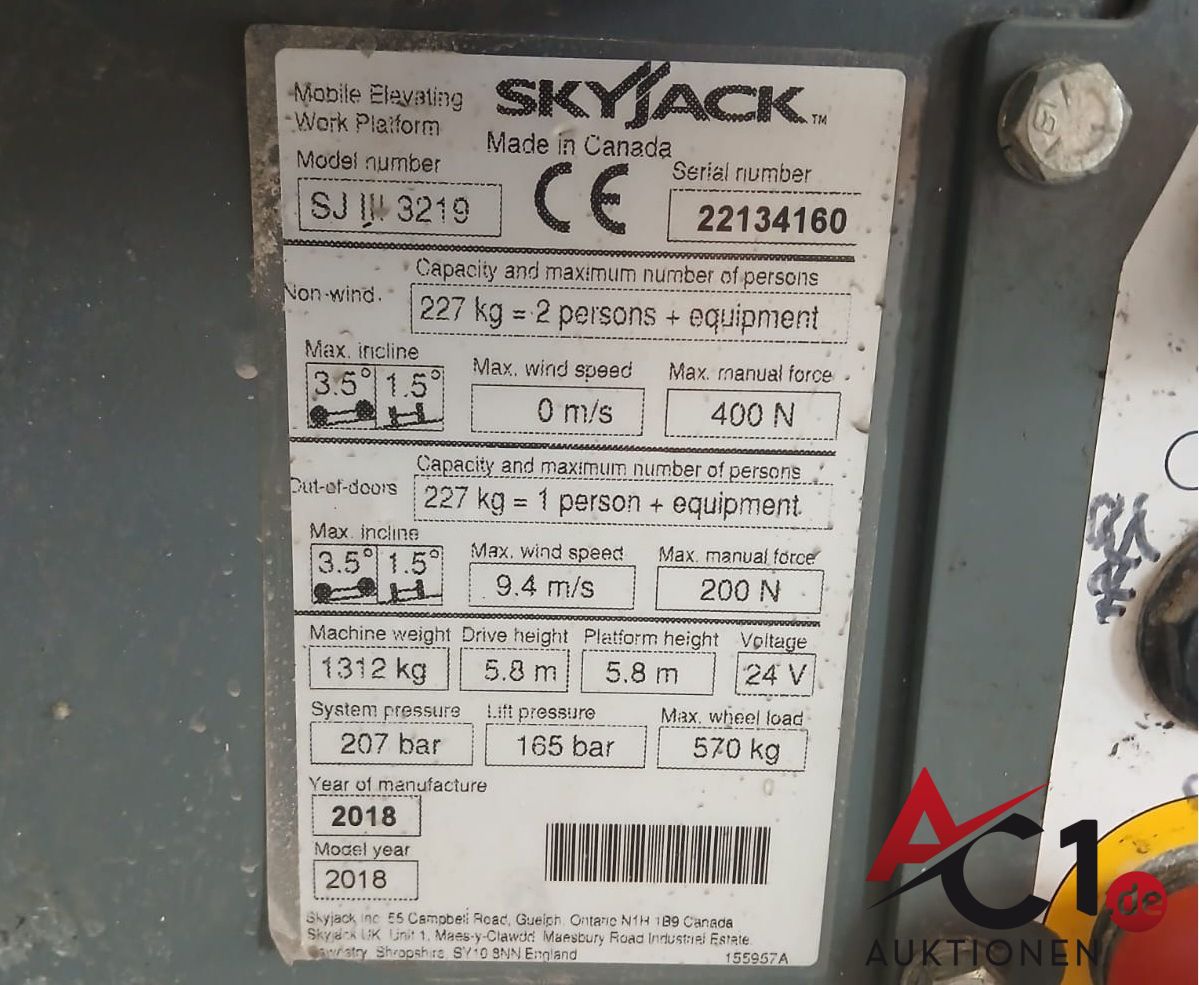 Mobile Elevating
Work Platform
SKYJACK™
Made in Canada
Model number
SJ III 3219
CE
Serial number
22134160
Capacity and maximum number of persons
Non-wind
227 kg = 2 persons + equipment
Max. incline
3.5° 1.5°
Max. wind speed
0 m/s
Max. manual force
400 N
Capacity and maximum number of persons
Out-of-doors
227 kg = 1 person + equipment
Max. incline
3.5° 1.5°
Max. wind speed
9.4 m/s
Max. manual force
200 N
Machine weight Drive height Platform height Voltage
1312 kg 5.8 m 5.8 m 24 V
System pressure Lift pressure Max. wheel load
207 bar 165 bar 570 kg
Year of manufacture
2018
Model year
2018
Skyjack Inc. 55 Campbell Road, Guelph, Ontario N1H 1B9 Canada
Skyjack UK Unit 1, Maes-y-Clawdd, Maesbury Road Industrial Estate,
Shropshire, SY10 8NN England
155957A
AC1.de
AUKTIONEN